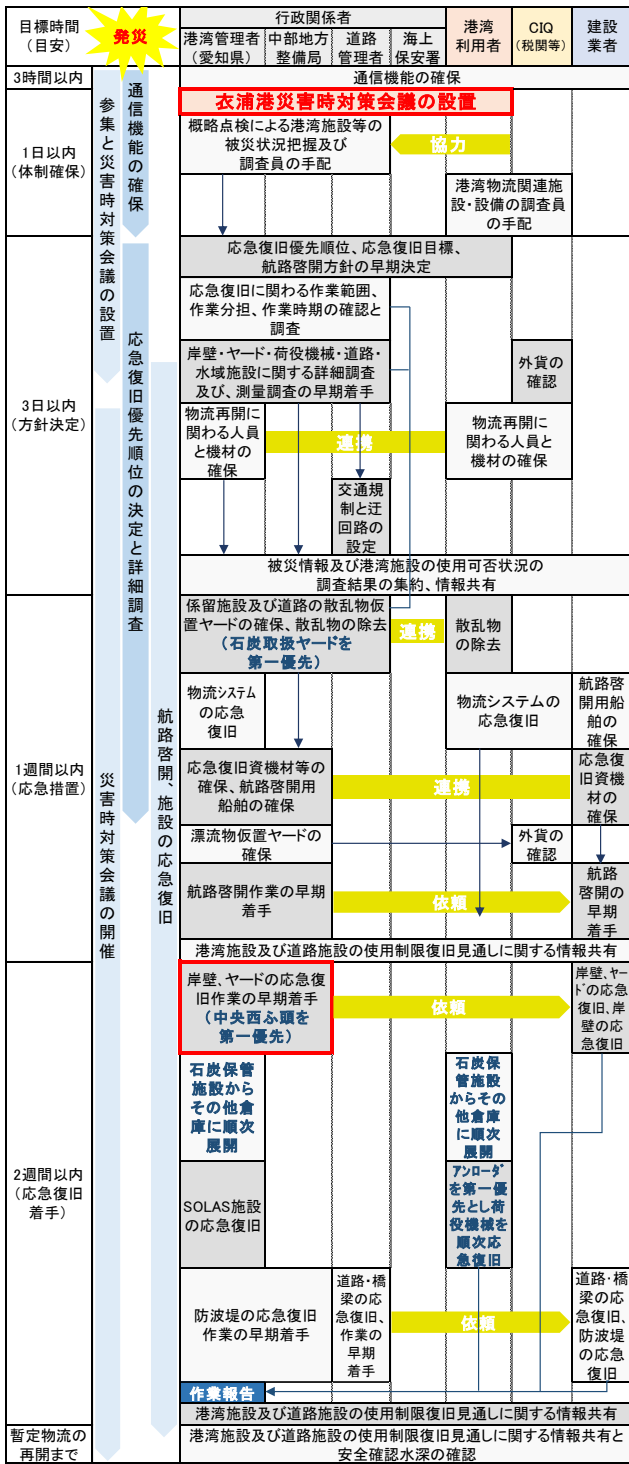 目標時間
(目安)
発災
行政関係者
港湾管理者
(愛知県)
中部地方
整備局
道路
管理者
海上
保安署
港湾
利用者
CIQ
(税関等)
建設
業者
3時間以内
通信機能の確保
参集と災害時対策会議の設置
通信機能の確保
衣浦港災害時対策会議の設置
1日以内
(体制確保)
概略点検による港湾施設等の
被災状況把握及び
調査員の手配
協力
港湾物流関連施
設・設備の調査員
の手配
3日以内
(方針決定)
応急復旧優先順位の決定と詳細調査
応急復旧優先順位、応急復旧目標、
航路啓開方針の早期決定
応急復旧に関わる作業範囲、
作業分担、作業時期の確認と
調査
岸壁・ヤード・荷役機械・道路・
水域施設に関する詳細調査
及び、測量調査の早期着手
外貨の
確認
物流再開に
関わる人員
と機材の
確保
連携
物流再開に
関わる人員と
機材の確保
交通規
制と迂
回路の
設定
被災情報及び港湾施設の使用可否状況の
調査結果の集約、情報共有
1週間以内
(応急措置)
災害時対策会議の開催
航路啓開、施設の応急復旧
係留施設及び道路の散乱物仮
置ヤードの確保、散乱物の除去
(石炭取扱ヤードを
第一優先)
連携
散乱物
の除去
物流システム
の応急
復旧
物流システムの
応急復旧
航路啓
開用船
舶の
確保
応急復旧資機材等の
確保、航路啓開用
船舶の確保
連携
応急復
旧資機
材の
確保
漂流物仮置ヤードの
確保
外貨の
確認
航路啓開作業の早期
着手
依頼
航路
啓開の
早期
着手
港湾施設及び道路施設の使用制限復旧見通しに関する情報共有
2週間以内
(応急復旧
着手)
岸壁、ヤードの応急復
旧作業の早期着手
(中央西ふ頭を
第一優先)
依頼
岸壁、ヤー
ドの応急
復旧、岸
壁の応
急復旧
石炭保管
施設から
その他倉
庫に順次
展開
石炭保
管施設
からその
他倉庫
に順次
展開
SOLAS施設
の応急復旧
アンローダ
を第一優
先とし荷
役機械を
順次応
急復旧
防波堤の応急復旧
作業の早期着手
道路・橋
梁の応
急復旧、
作業の
早期
着手
依頼
道路・橋
梁の応
急復旧、
防波堤
の応急
復旧
作業報告
港湾施設及び道路施設の使用制限復旧見通しに関する情報共有
暫定物流の
再開まで
港湾施設及び道路施設の使用制限復旧見通しに関する情報共有と
安全確認水深の確認